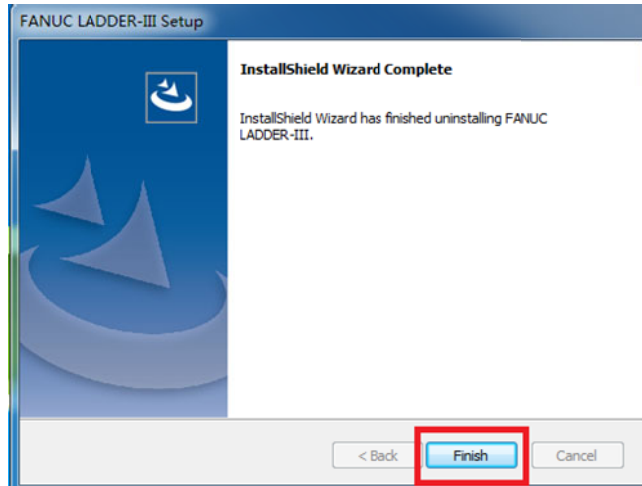 FANUC LADDER-III Setup
InstallShield Wizard Complete
InstallShield Wizard has finished uninstalling FANUC
LADDER-III.
< Back
Finish
Cancel